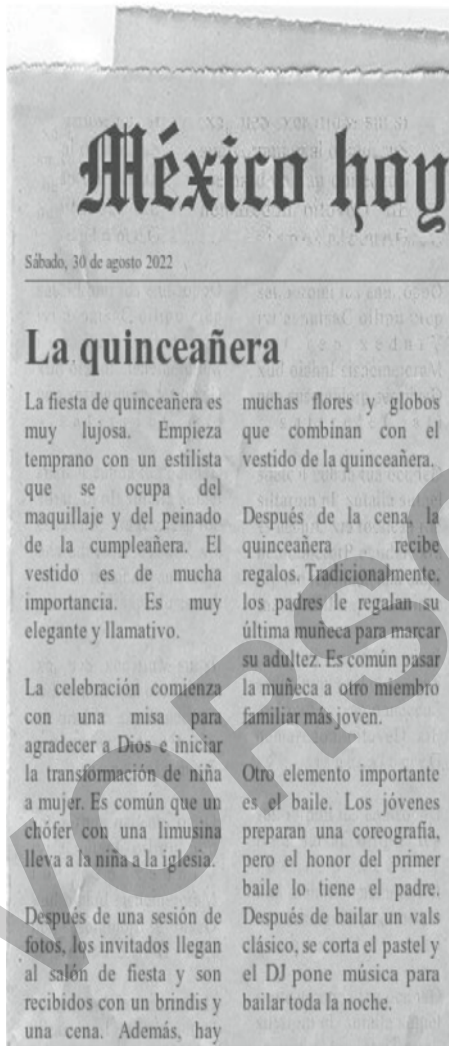 México hoy
Sábado, 30 de agosto 2022
La quinceañera
La fiesta de quinceañera es
muy lujosa. Empieza
temprano con un estilista
que se ocupa del
maquillaje y del peinado
de la cumpleañera. El
vestido es de mucha
importancia. Es muy
elegante y llamativo.
La celebración comienza
con una misa para
agradecer a Dios e iniciar
la transformación de niña
a mujer. Es común que un
chófer con una limusina
lleva a la niña a la iglesia.
Después de una sesión de
fotos, los invitados llegan
al salón de fiesta y son
recibidos con un brindis y
una cena. Además, hay
muchas flores y globos
que combinan con el
vestido de la quinceañera.
Después de la cena, la
quinceañera recibe
regalos. Tradicionalmente,
los padres le regalan su
última muñeca para marcar
su adultez. Es común pasar
la muñeca a otro miembro
familiar más joven.
Otro elemento importante
es el baile. Los jóvenes
preparan una coreografía,
pero el honor del primer
baile lo tiene el padre.
Después de bailar un vals
clásico, se corta el pastel y
el DJ pone música para
bailar toda la noche.
VORSC